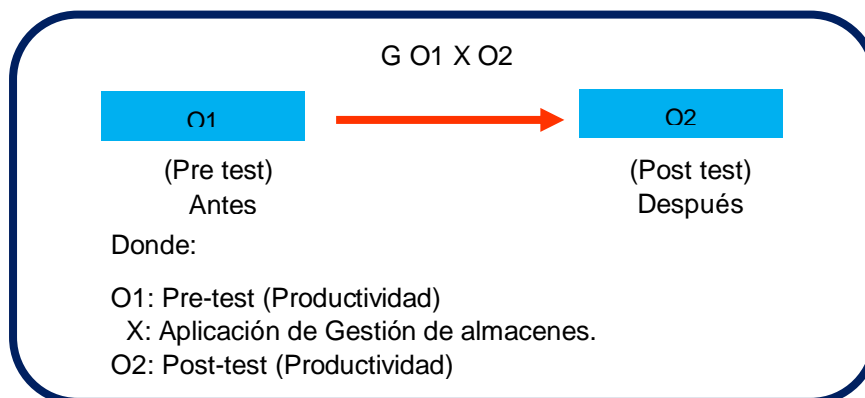 G O1 X O2
O1
O2
(Pre test)
(Post test)
Antes
Después
Donde:
O1: Pre-test (Productividad)
X: Aplicación de Gestión de almacenes.
O2: Post-test (Productividad)